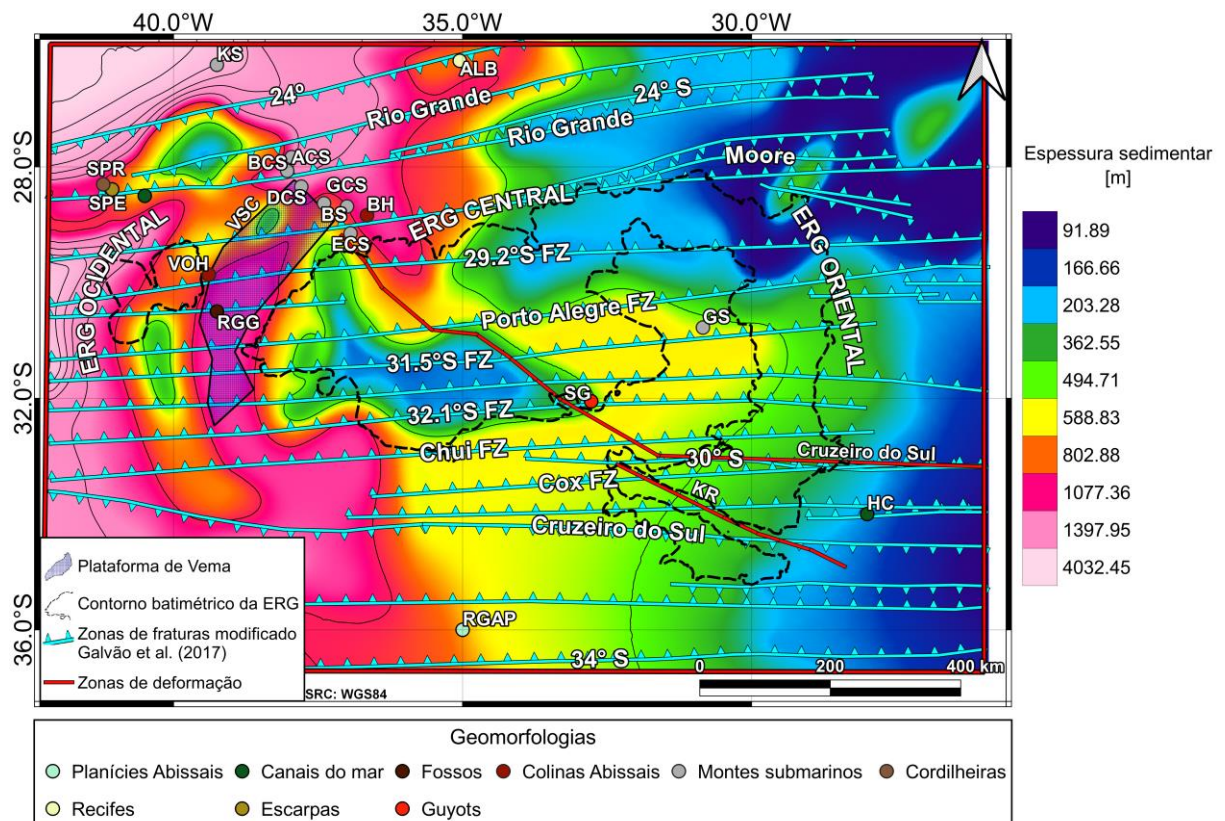 40.0°W 35.0°W 30.0°W
28.0°S
32.0°S
36.0°S
KS
ALB
24º
Rio Grande
24° S
Rio Grande
Moore
SPR
SPE
BCS
ACS
DCS
GCS
BS
BH
VSC
ECS
ERG CENTRAL
ERG OCIDENTAL
ERG ORIENTAL
VOH
29.2°S FZ
RGG
Porto Alegre FZ
GS
31.5°S FZ
SG
32.1°S FZ
Chui FZ
30° S
Cruzeiro do Sul
Cox FZ
KR
HC
Cruzeiro do Sul
RGAP
34° S
0 200 400 km
Plataforma de Vema
Contorno batimétrico da ERG
Zonas de fraturas modificado
Galvão et al. (2017)
Zonas de deformação
SRC: WGS84
Espessura sedimentar
[m]
91.89
166.66
203.28
362.55
494.71
588.83
802.88
1077.36
1397.95
4032.45
Geomorfologias
Planícies Abissais Canais do mar Fossos Colinas Abissais Montes submarinos Cordilheiras
Recifes Escarpas Guyots